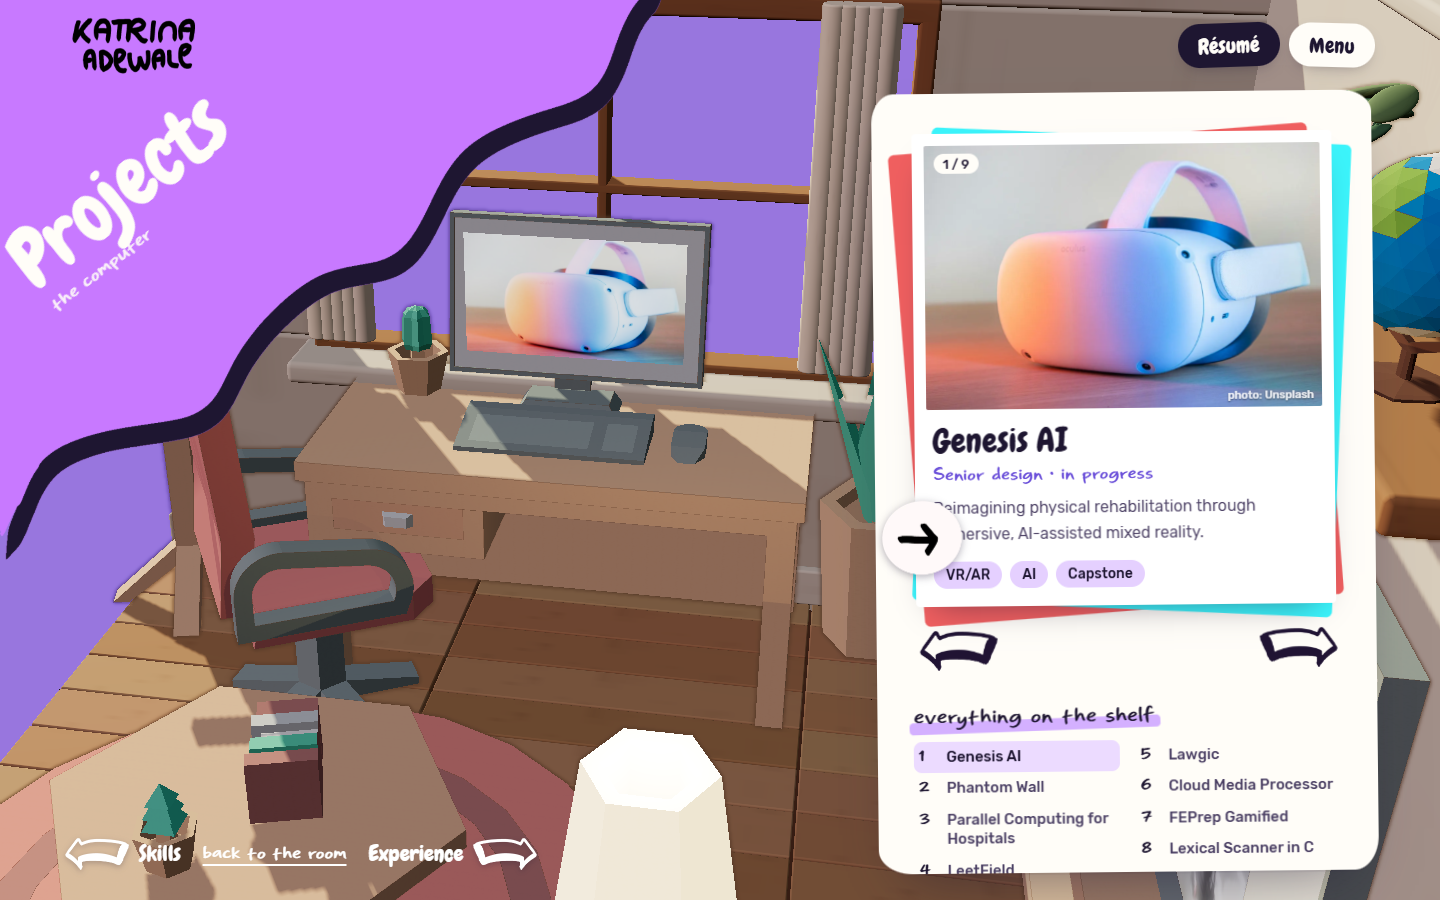 KATRINA
ADEWALE
Projects
the computer
Résumé
Menu
1 / 9
photo: Unsplash
Genesis AI
Senior design · in progress
physical rehabilitation through
AI-assisted mixed reality.
VR/AR
AI
Capstone
everything on the shelf
1 Genesis AI
2 Phantom Wall
3 Parallel Computing for
Hospitals
4 LeetField
5 Lawgic
6 Cloud Media Processor
7 FEPrep Gamified
8 Lexical Scanner in C
Skills
back to the room
Experience